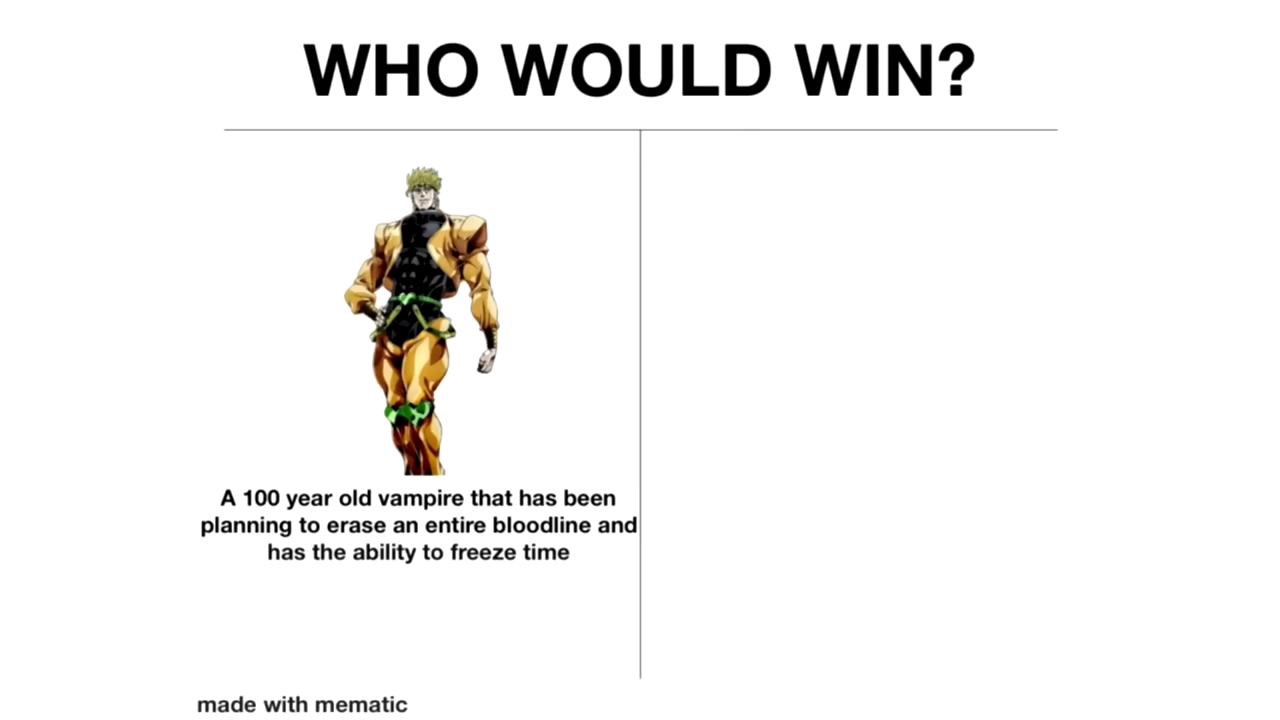 WHO WOULD WIN?
A 100 year old vampire that has been
planning to erase an entire bloodline and
has the ability to freeze time
made with mematic